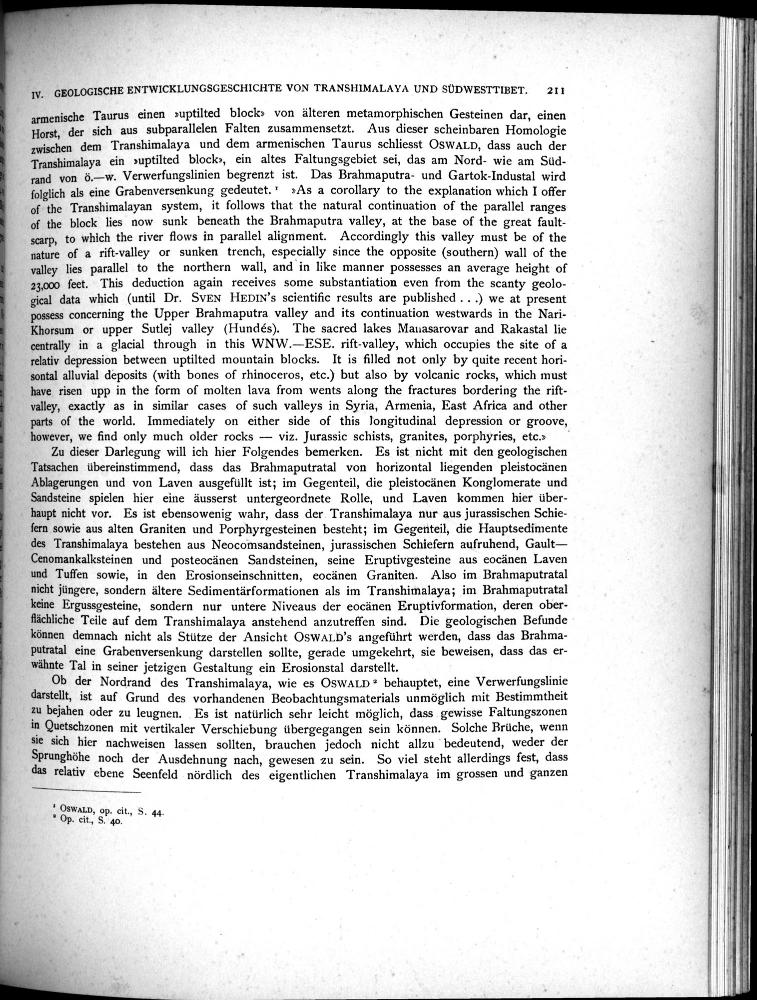 IV. GEOLOGISCHE ENTWICKLUNGSGESCHICHTE VON TRANSHIMALAYA UND SÜDWESTTIBET. 211
armenische Taurus einen »uptilted block» von älteren metamorphischen Gesteinen dar, einen
Horst, der sich aus subparallelen Falten zusammensetzt. Aus dieser scheinbaren Homologie
zwischen dem Transhimalaya und dem armenischen Taurus schliesst OSWALD, dass auch der
Transhimalaya ein »uptilted block», ein altes Faltungsgebiet sei, das am Nord- wie am Süd-
rand von ö.—w. Verwerfungslinien begrenzt ist. Das Brahmaputra- und Gartok-Industal wird
folglich als eine Grabenversenkung gedeutet.¹ »As a corollary to the explanation which I offer
of the Transhimalayan system, it follows that the natural continuation of the parallel ranges
of the block lies now sunk beneath the Brahmaputra valley, at the base of the great fault-
scarp, to which the river flows in parallel alignment. Accordingly this valley must be of the
nature of a rift-valley or sunken trench, especially since the opposite (southern) wall of the
valley lies parallel to the northern wall, and in like manner possesses an average height of
23,000 feet. This deduction again receives some substantiation even from the scanty geolo-
gical data which (until Dr. SVEN HEDIN's scientific results are published . . .) we at present
possess concerning the Upper Brahmaputra valley and its continuation westwards in the Nari-
Khorsum or upper Sutlej valley (Hundés). The sacred lakes Manasarovar and Rakastal lie
centrally in a glacial through in this WNW.—ESE. rift-valley, which occupies the site of a
relativ depression between uptilted mountain blocks. It is filled not only by quite recent hori-
sontal alluvial deposits (with bones of rhinoceros, etc.) but also by volcanic rocks, which must
have risen upp in the form of molten lava from wents along the fractures bordering the rift-
valley, exactly as in similar cases of such valleys in Syria, Armenia, East Africa and other
parts of the world. Immediately on either side of this longitudinal depression or groove,
however, we find only much older rocks — viz. Jurassic schists, granites, porphyries, etc.»
Zu dieser Darlegung will ich hier Folgendes bemerken. Es ist nicht mit den geologischen
Tatsachen übereinstimmend, dass das Brahmaputratal von horizontal liegenden pleistocänen
Ablagerungen und von Laven ausgefüllt ist; im Gegenteil, die pleistocänen Konglomerate und
Sandsteine spielen hier eine äusserst untergeordnete Rolle, und Laven kommen hier über-
haupt nicht vor. Es ist ebensowenig wahr, dass der Transhimalaya nur aus jurassischen Schie-
fern sowie aus alten Graniten und Porphyrgesteinen besteht; im Gegenteil, die Hauptsedimente
des Transhimalaya bestehen aus Neocomsandsteinen, jurassischen Schiefern aufruhend, Gault—
Cenomankalksteinen und posteocänen Sandsteinen, seine Eruptivgesteine aus eocänen Laven
und Tuffen sowie, in den Erosionseinschnitten, eocänen Graniten. Also im Brahmaputratal
nicht jüngere, sondern ältere Sedimentärformationen als im Transhimalaya; im Brahmaputratal
keine Ergussgesteine, sondern nur untere Niveaus der eocänen Eruptivformation, deren ober-
flächliche Teile auf dem Transhimalaya anstehend anzutreffen sind. Die geologischen Befunde
können demnach nicht als Stütze der Ansicht OSWALD's angeführt werden, dass das Brahma-
putratal eine Grabenversenkung darstellen sollte, gerade umgekehrt, sie beweisen, dass das er-
wähnte Tal in seiner jetzigen Gestaltung ein Erosionstal darstellt.
Ob der Nordrand des Transhimalaya, wie es OSWALD² behauptet, eine Verwerfungslinie
darstellt, ist auf Grund des vorhandenen Beobachtungsmaterials unmöglich mit Bestimmtheit
zu bejahen oder zu leugnen. Es ist natürlich sehr leicht möglich, dass gewisse Faltungszonen
in Quetschzonen mit vertikaler Verschiebung übergegangen sein können. Solche Brüche, wenn
sie sich hier nachweisen lassen sollten, brauchen jedoch nicht allzu bedeutend, weder der
Sprunghöhe noch der Ausdehnung nach, gewesen zu sein. So viel steht allerdings fest, dass
das relativ ebene Seenfeld nördlich des eigentlichen Transhimalaya im grossen und ganzen
¹ OSWALD, op. cit., S. 44.
² Op. cit., S. 40.